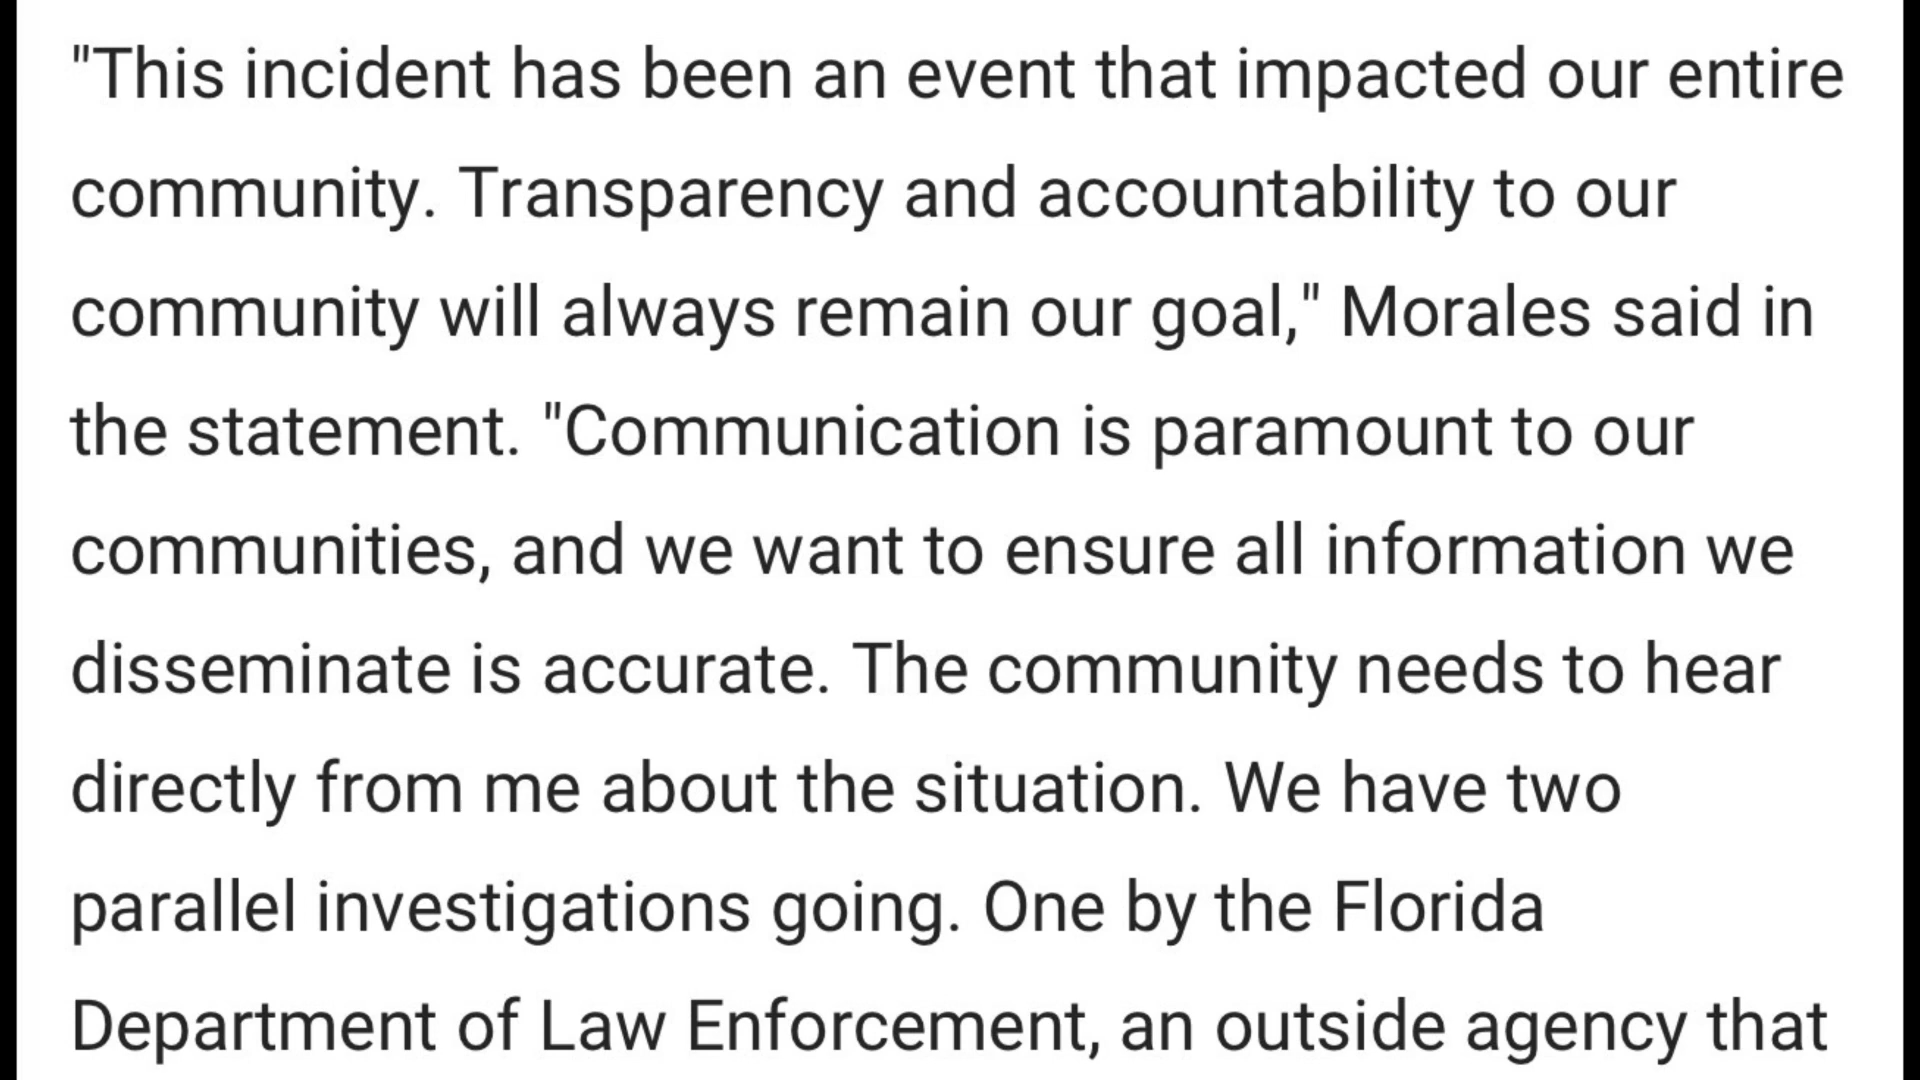 "This incident has been an event that impacted our entire
community. Transparency and accountability to our
community will always remain our goal," Morales said in
the statement. "Communication is paramount to our
communities, and we want to ensure all information we
disseminate is accurate. The community needs to hear
directly from me about the situation. We have two
parallel investigations going. One by the Florida
Department of Law Enforcement, an outside agency that